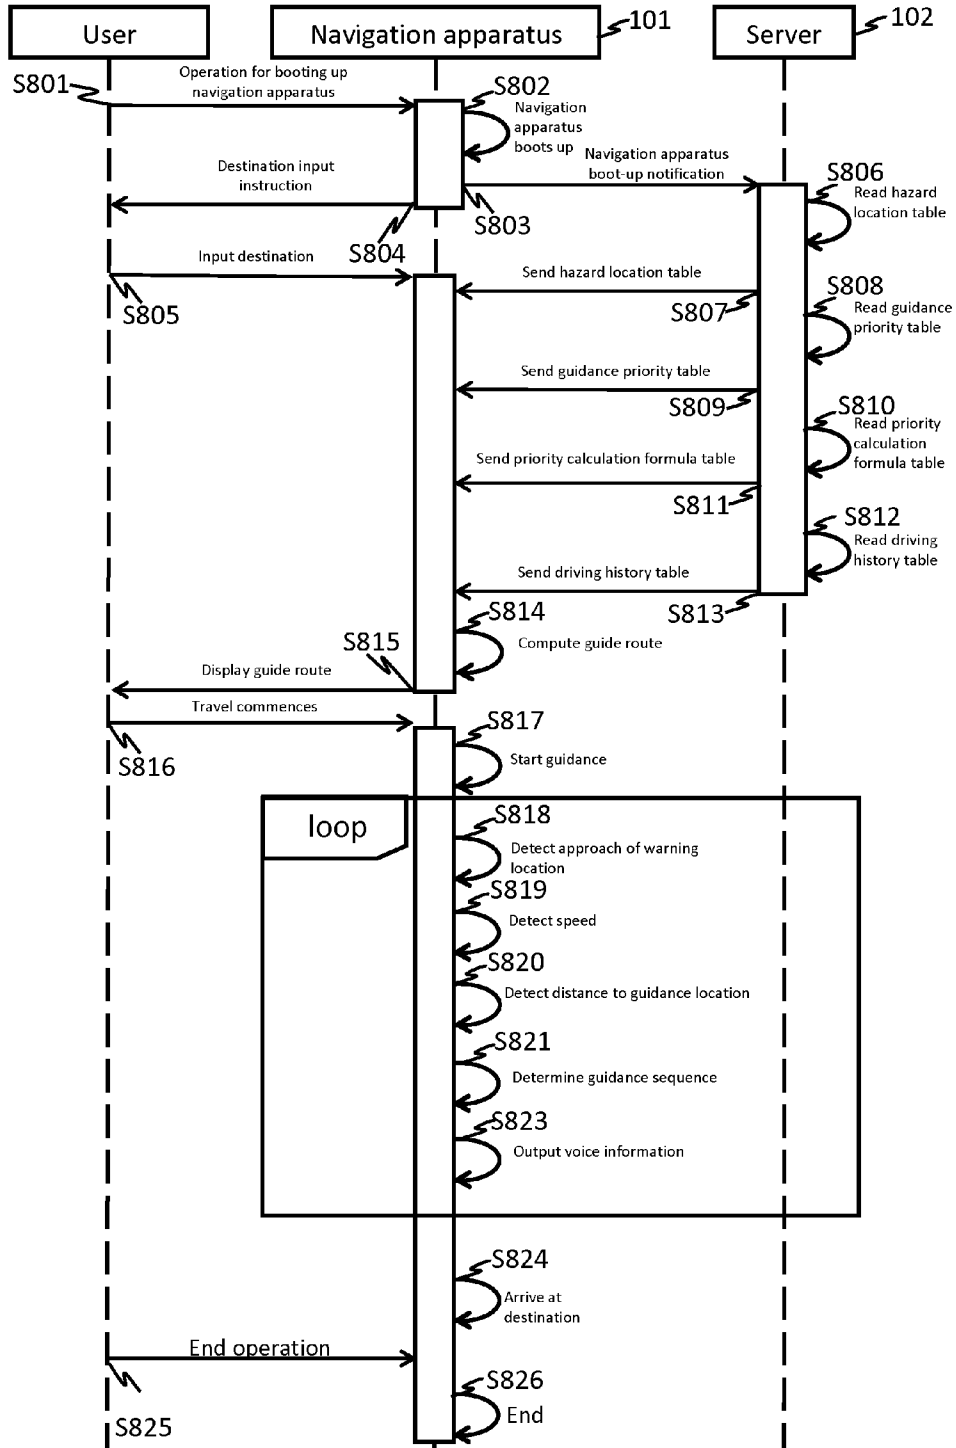 User
Navigation apparatus
101
Server
102
S801
Operation for booting up
navigation apparatus
S802
Navigation
apparatus
boots up
Destination input
instruction
Navigation apparatus
boot-up notification
S803
S804
S806
Read hazard
location table
Input destination
S805
Send hazard location table
S807
S808
Read guidance
priority table
Send guidance priority table
S809
S810
Read priority
calculation
formula table
Send priority calculation formula table
S811
S812
Read driving
history table
Send driving history table
S813
S814
Compute guide route
S815
Display guide route
Travel commences
S816
S817
Start guidance
loop
S818
Detect approach of warning
location
S819
Detect speed
S820
Detect distance to guidance location
S821
Determine guidance sequence
S823
Output voice information
S824
Arrive at
destination
End operation
S825
S826
End